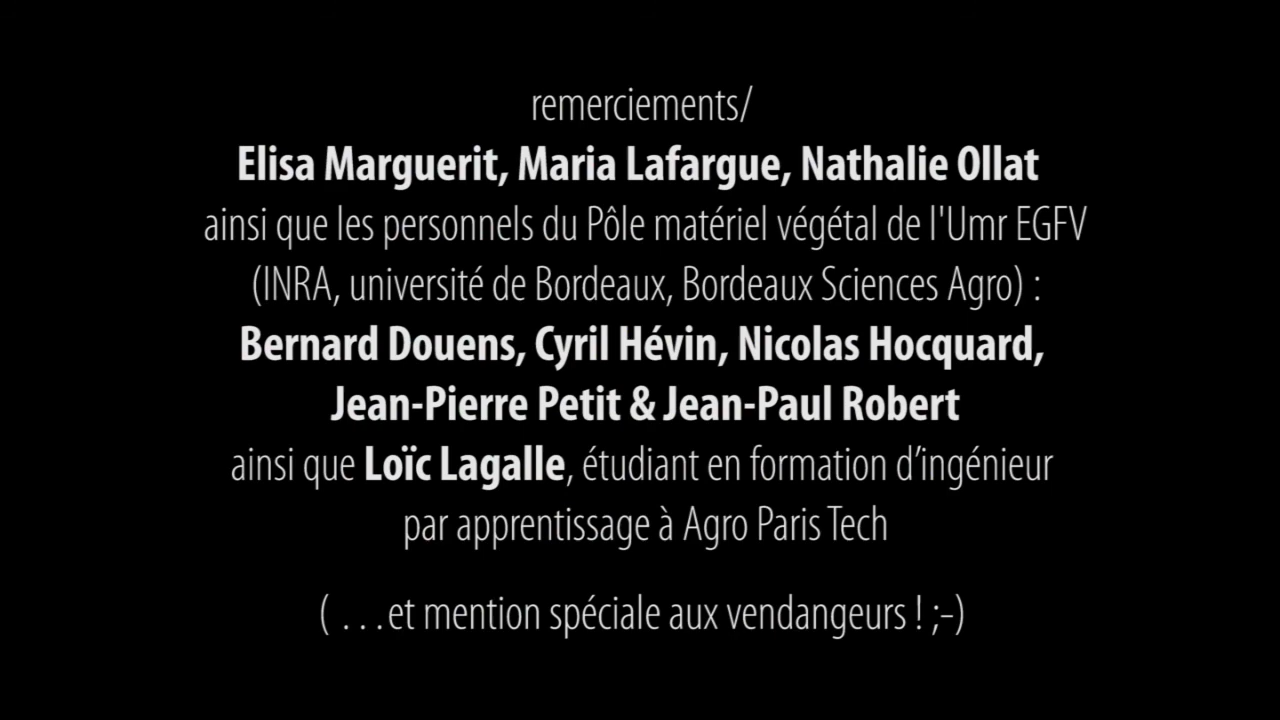 remerciements/
Elisa Marguerit, Maria Lafargue, Nathalie Ollat
ainsi que les personnels du Pôle matériel végétal de l'Umr EGFV
(INRA, université de Bordeaux, Bordeaux Sciences Agro) :
Bernard Douens, Cyril Hévin, Nicolas Hocquard,
Jean-Pierre Petit & Jean-Paul Robert
ainsi que Loïc Lagalle, étudiant en formation d’ingénieur
par apprentissage à Agro Paris Tech
( …et mention spéciale aux vendangeurs ! ;-)